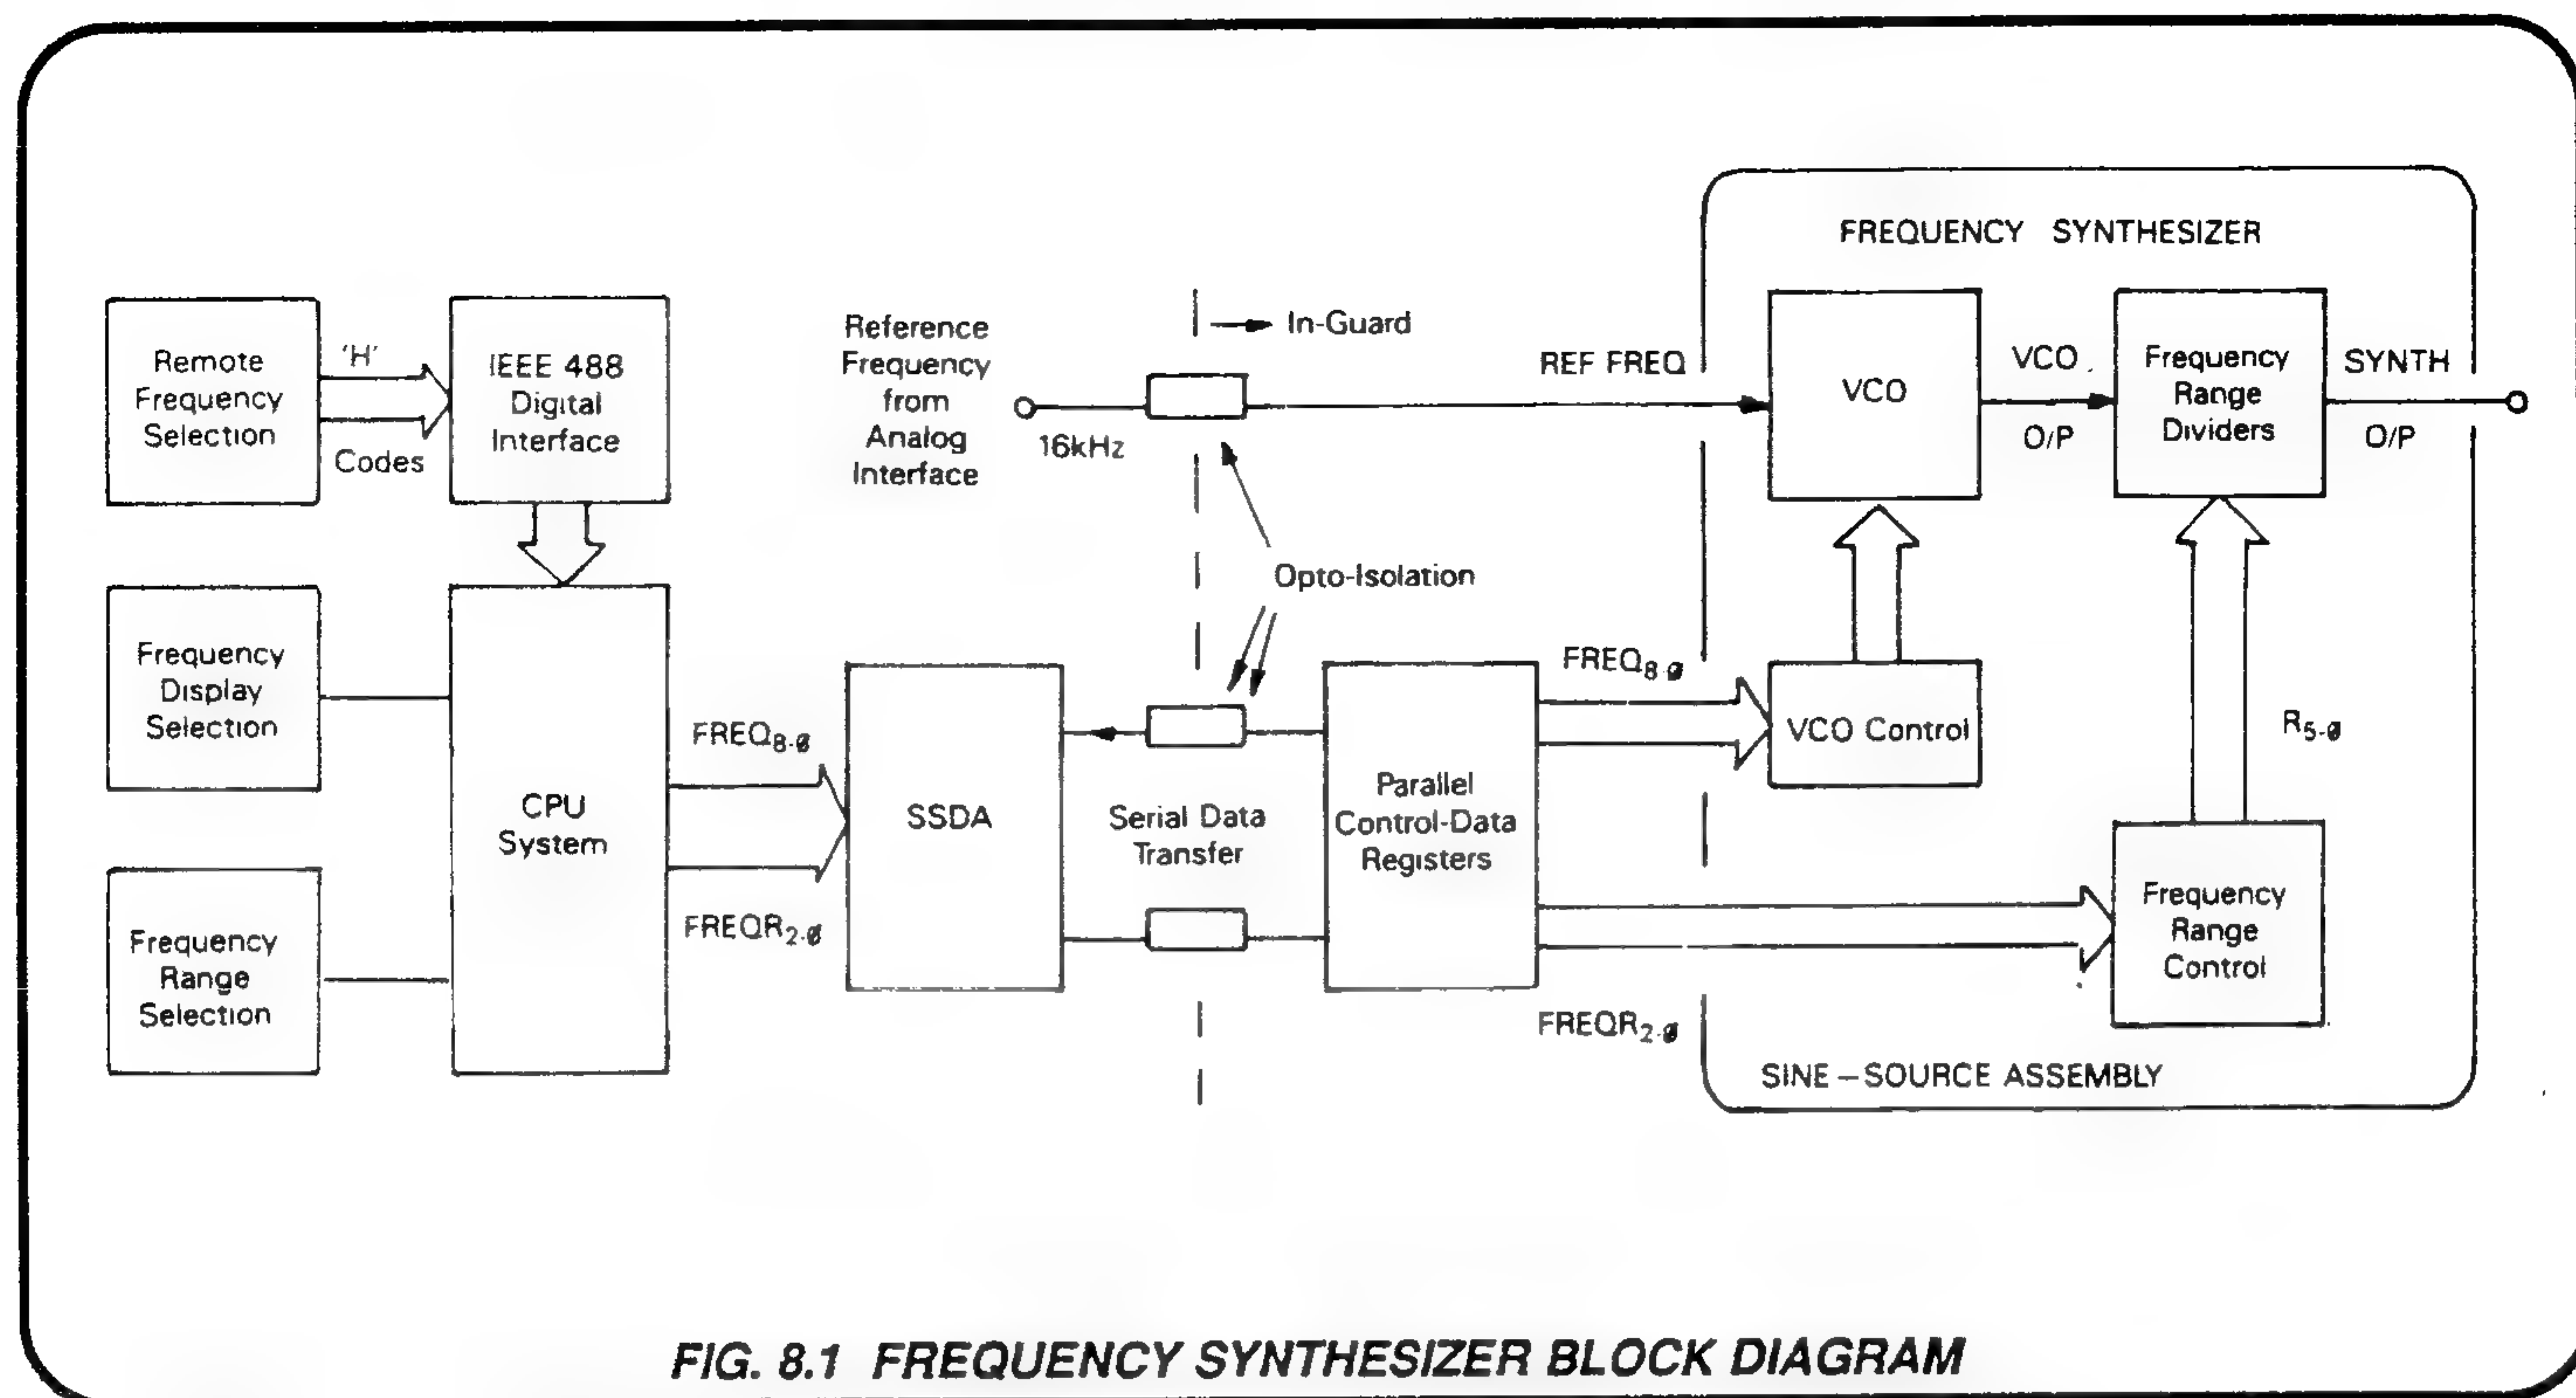 FREQUENCY SYNTHESIZER
Remote
Frequency
Selection
'H'
Codes
IEEE 488
Digital
Interface
Reference
Frequency
from
Analog
Interface
16kHz
In-Guard
REF FREQ
VCO
VCO
O/P
Frequency
Range
Dividers
SYNTH
O/P
Opto-Isolation
Frequency
Display
Selection
CPU
System
FREQ8-0
FREQR2-0
SSDA
Serial Data
Transfer
Parallel
Control-Data
Registers
FREQ8-0
VCO Control
R5-0
Frequency
Range
Selection
FREQR2-0
Frequency
Range
Control
SINE – SOURCE ASSEMBLY
FIG. 8.1 FREQUENCY SYNTHESIZER BLOCK DIAGRAM